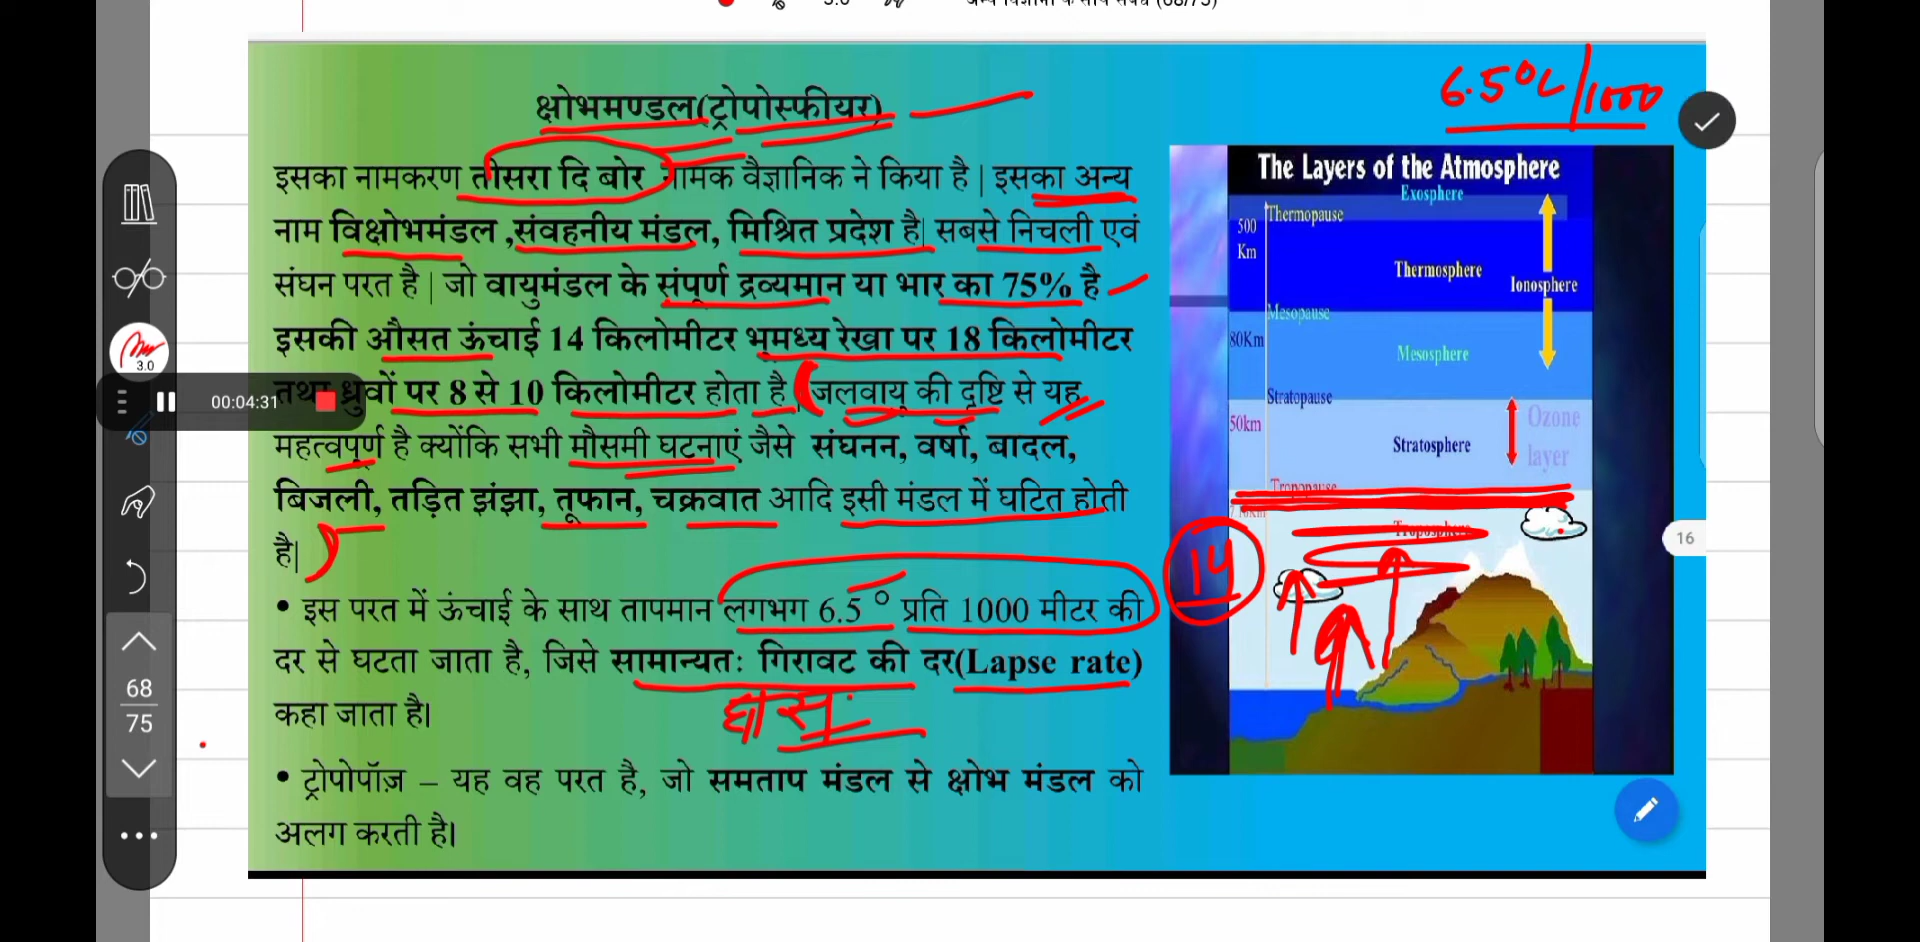 6.5°C/1000
क्षोभमण्डल(ट्रोपोस्फीयर)
इसका नामकरण तीसरा दि बोर नामक वैज्ञानिक ने किया है | इसका अन्य
नाम विक्षोभमंडल ,संवहनीय मंडल, मिश्रित प्रदेश है| सबसे निचली एवं
संघन परत है | जो वायुमंडल के संपूर्ण द्रव्यमान या भार का 75% है
इसकी औसत ऊंचाई 14 किलोमीटर भूमध्य रेखा पर 18 किलोमीटर
तथा ध्रुवों पर 8 से 10 किलोमीटर होता है| जलवायु की दृष्टि से यह
महत्वपूर्ण है क्योंकि सभी मौसमी घटनाएं जैसे संघनन, वर्षा, बादल,
बिजली, तड़ित झंझा, तूफान, चक्रवात आदि इसी मंडल में घटित होती
है|
• इस परत में ऊंचाई के साथ तापमान लगभग 6.5° प्रति 1000 मीटर की
दर से घटता जाता है, जिसे सामान्यतः गिरावट की दर(Lapse rate)
कहा जाता है।
• ट्रोपोपॉज़ – यह वह परत है, जो समताप मंडल से क्षोभ मंडल को
अलग करती है।
The Layers of the Atmosphere
Exosphere
Thermopause
500
Km
Thermosphere
Ionosphere
Mesopause
80Km
Mesosphere
Stratopause
50km
Ozone
layer
Stratosphere
Tropopause
Troposphere
14
3.0
00:04:31
68
75
16